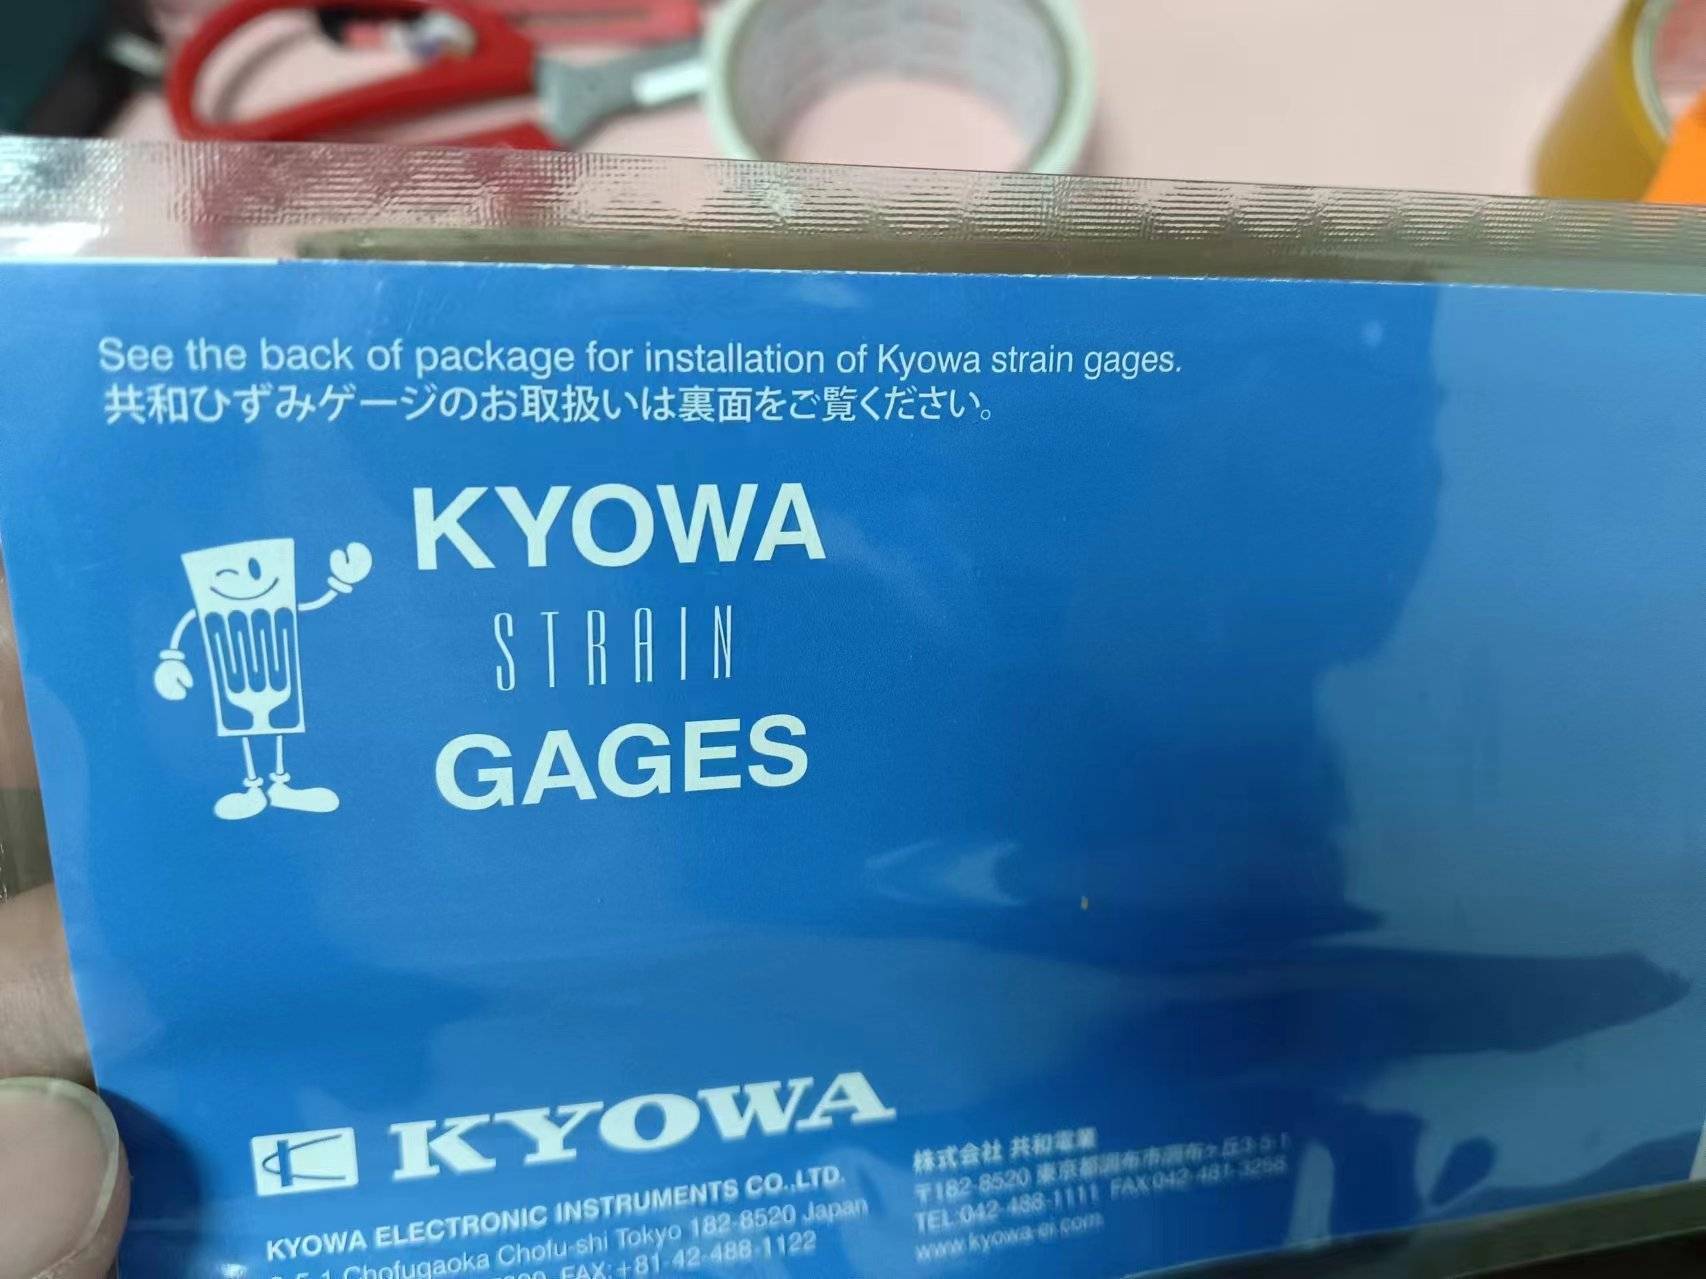 See the back of package for installation of Kyowa strain gages.
共和ひずみゲージのお取扱いは裏面をご覧ください。
KYOWA
STRAIN
GAGES
KYOWA
KYOWA ELECTRONIC INSTRUMENTS CO.,LTD.
3-5-1 Chofugaoka Chofu-shi Tokyo 182-8520 Japan
FAX:+81-42-488-1122
株式会社 共和電業
〒182-8520 東京都調布市調布ヶ丘3-5-1
TEL:042-488-1111 FAX:042-481-3258
www.kyowa-ei.com